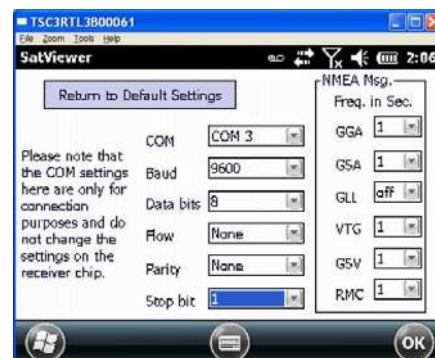 TSC3RTL3B00061
File Zoom Tools Help
SatViewer 2:06
Return to Default Settings
Please note that
the COM settings
here are only for
connection
purposes and do
not change the
settings on the
receiver chip.
COM COM 3
Baud 9600
Data bits 8
Flow None
Parity None
Stop bit 1
NMEA Msg.
Freq. in Sec.
GGA 1
GSA 1
GLL off
VTG 1
GSV 1
RMC 1
OK